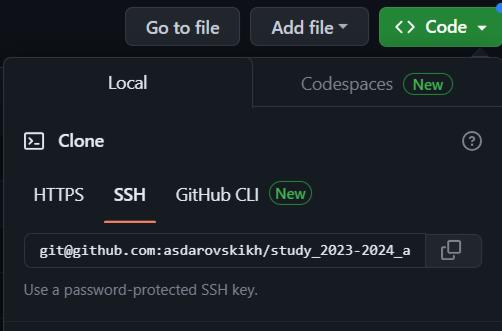 Go to file Add file Code
Local Codespaces New
Clone
HTTPS SSH GitHub CLI New
git@github.com:asdarovskikh/study_2023-2024_a
Use a password-protected SSH key.